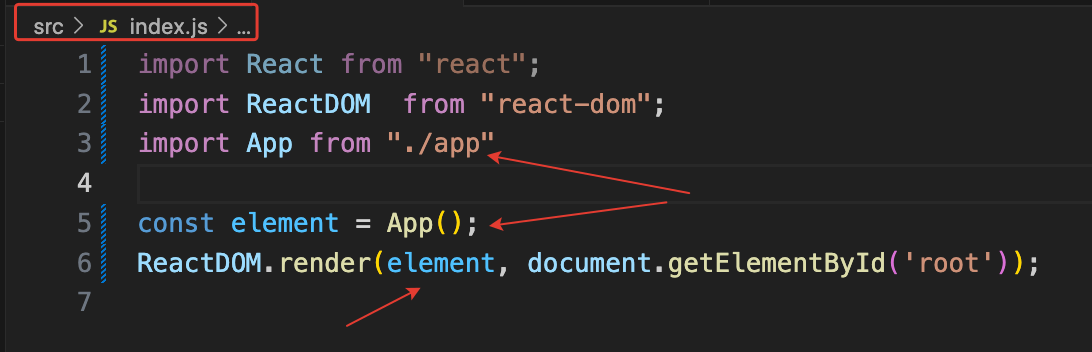 src > JS index.js > ...
1 import React from "react";
2 import ReactDOM  from "react-dom";
3 import App from "./app"
4
5 const element = App();
6 ReactDOM.render(element, document.getElementById('root'));
7